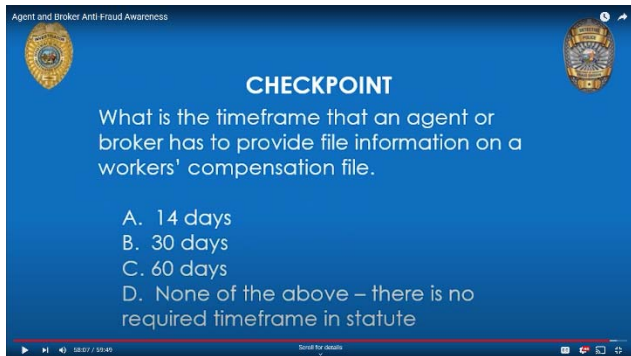 Agent and Broker Anti-Fraud Awareness
CHECKPOINT
What is the timeframe that an agent or
broker has to provide file information on a
workers' compensation file.
A. 14 days
B. 30 days
C. 60 days
D. None of the above – there is no
required timeframe in statute
58:07 / 59:49
Scroll for details